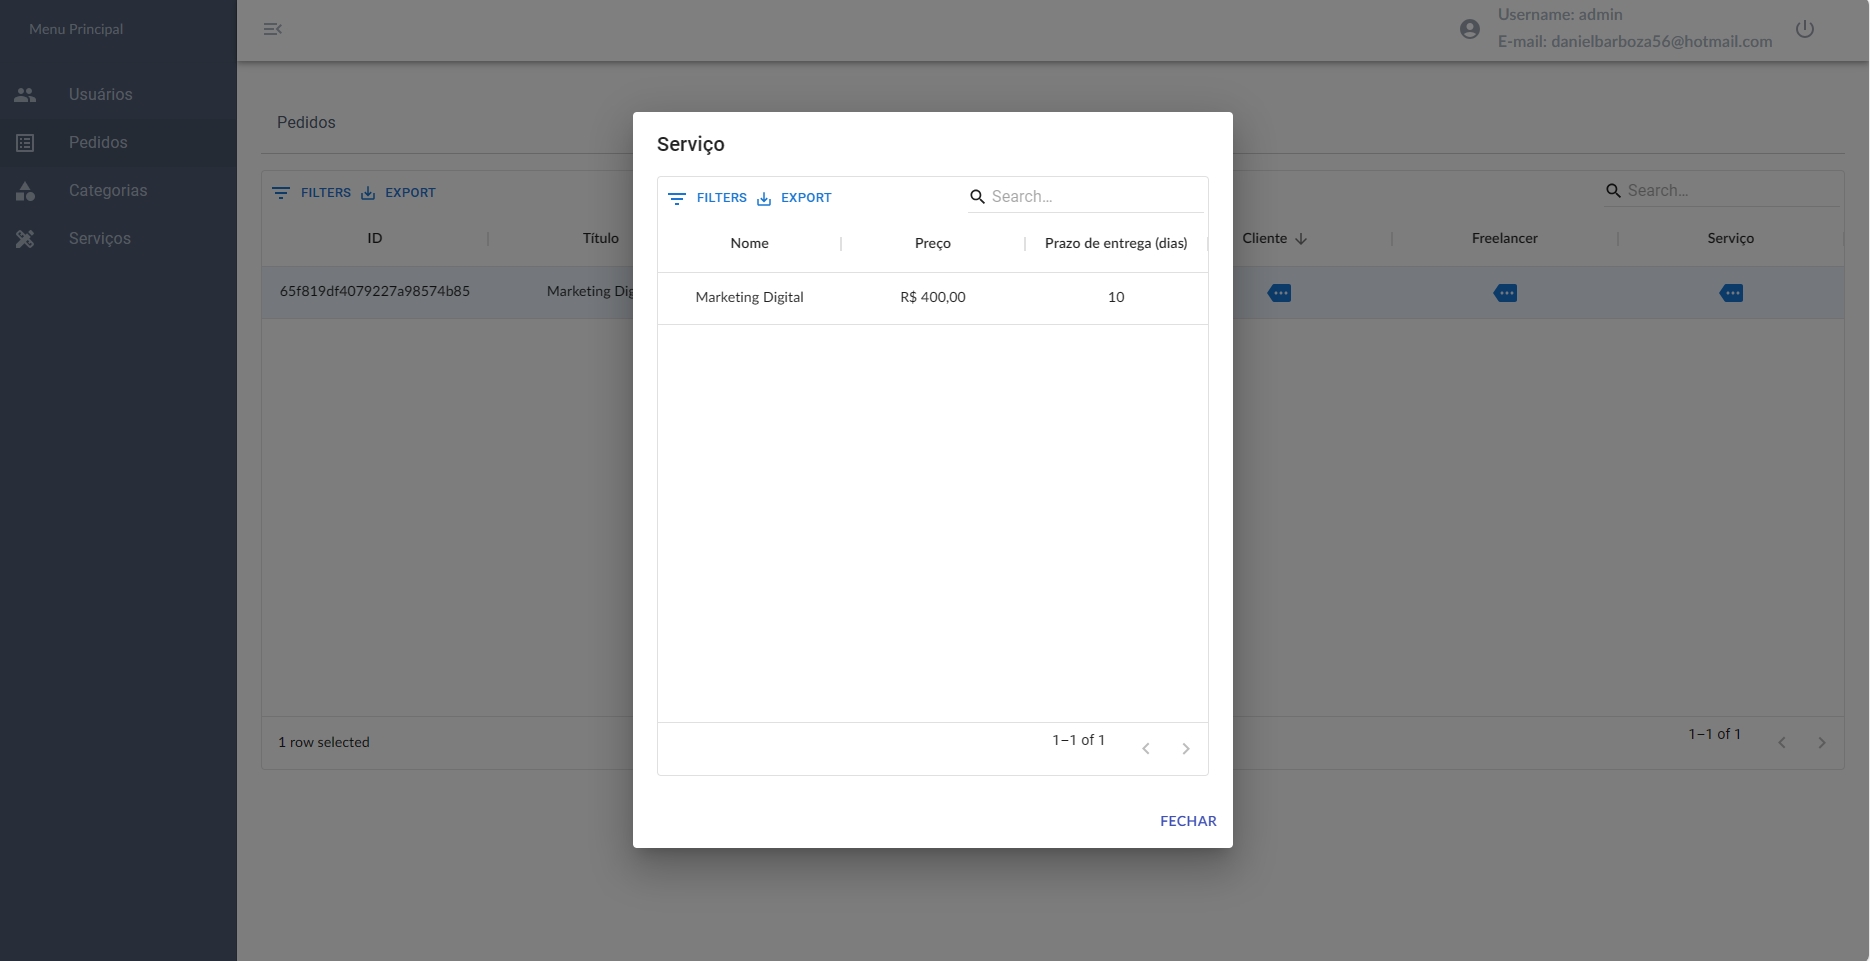 Menu Principal
Usuários
Pedidos
Categorias
Serviços
Username: admin
E-mail: danielbarboza56@hotmail.com
Pedidos
FILTERS EXPORT
Search...
ID Título Cliente Freelancer Serviço
65f819df4079227a98574b85 Marketing Dig
1 row selected
1–1 of 1
Serviço
FILTERS EXPORT
Search...
Nome Preço Prazo de entrega (dias)
Marketing Digital R$ 400,00 10
1–1 of 1
FECHAR